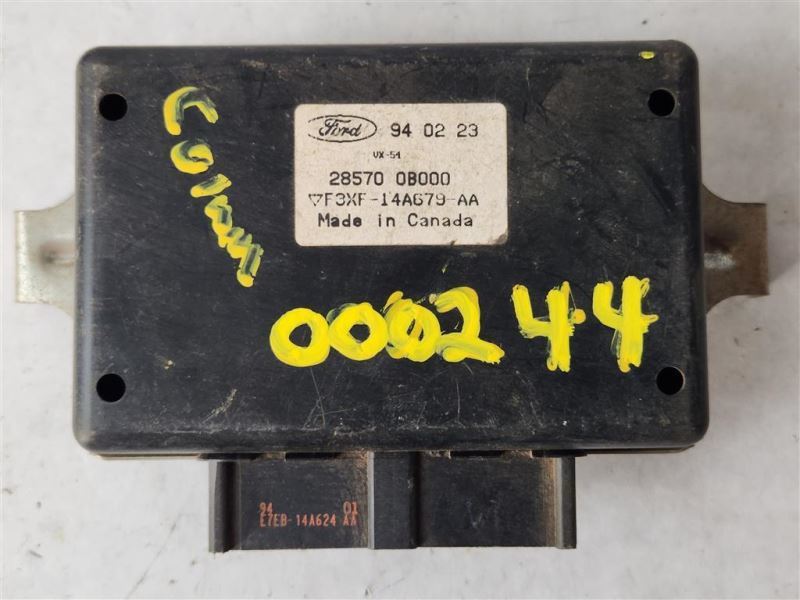 Ford 94 02 23
VX-54
28570 0B000
▽F3XF-14A679-AA
Made in Canada
000244
94 01
E7EB-14A624 AA